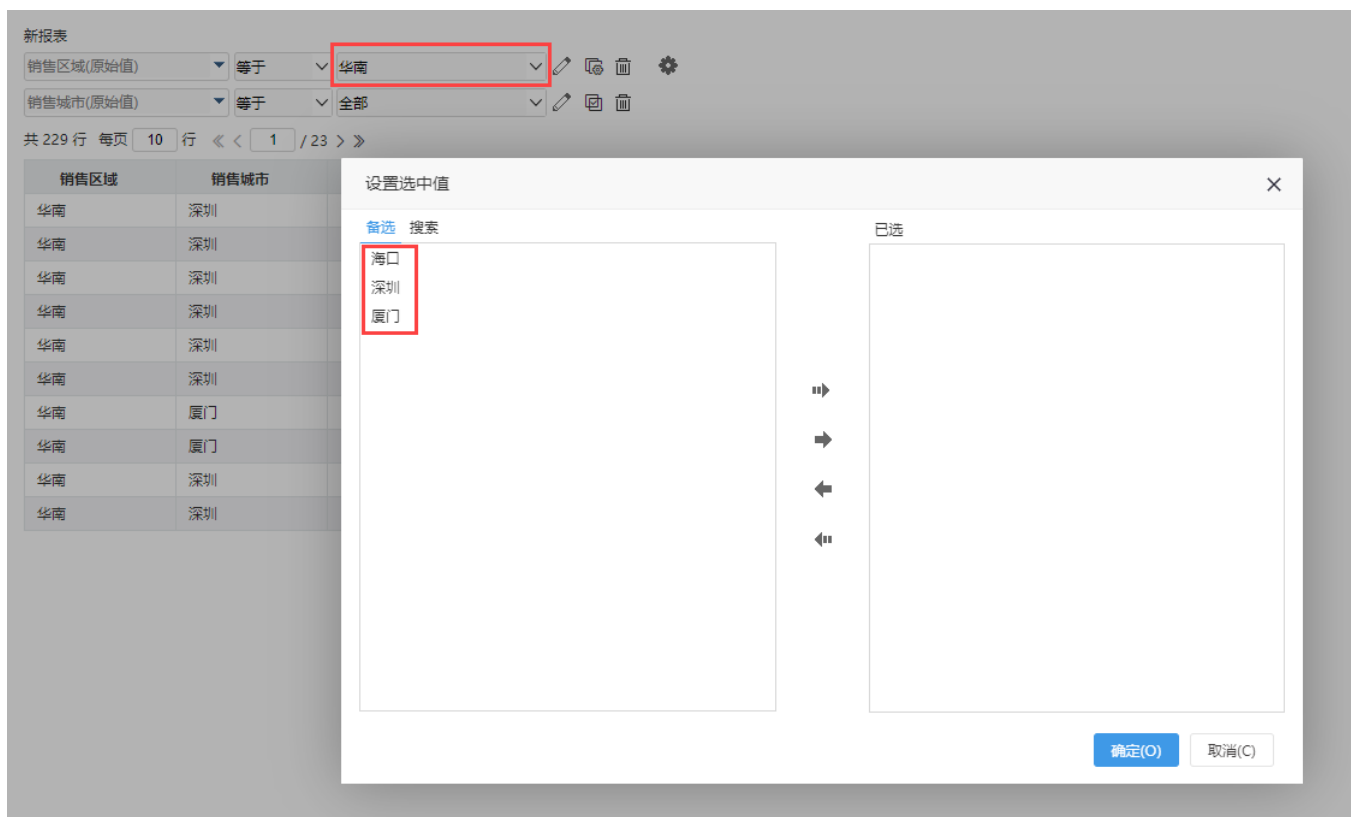 新报表
销售区域(原始值) 等于 华南
销售城市(原始值) 等于 全部
共 229 行 每页 10 行 1 / 23
销售区域 销售城市
华南 深圳
华南 深圳
华南 深圳
华南 深圳
华南 深圳
华南 深圳
华南 厦门
华南 厦门
华南 深圳
华南 深圳
设置选中值
备选 搜索
已选
海口
深圳
厦门
确定(O) 取消(C)